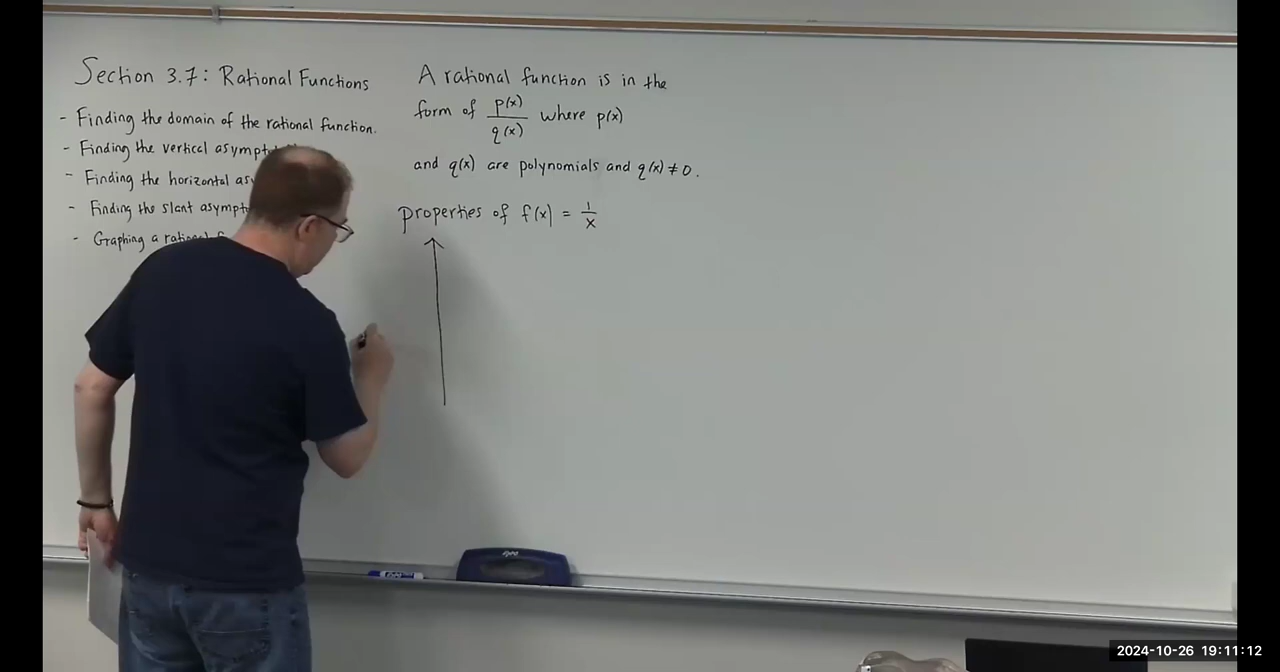 Section 3.7: Rational Functions
- Finding the domain of the rational function.
- Finding the vertical asympt
- Finding the horizontal as
- Finding the slant asympt
- Graphing a
A rational function is in the
form of p(x)/q(x) where p(x)
and q(x) are polynomials and q(x) ≠ 0.
properties of f(x) = 1/x
expo
2024-10-26 19:11:12